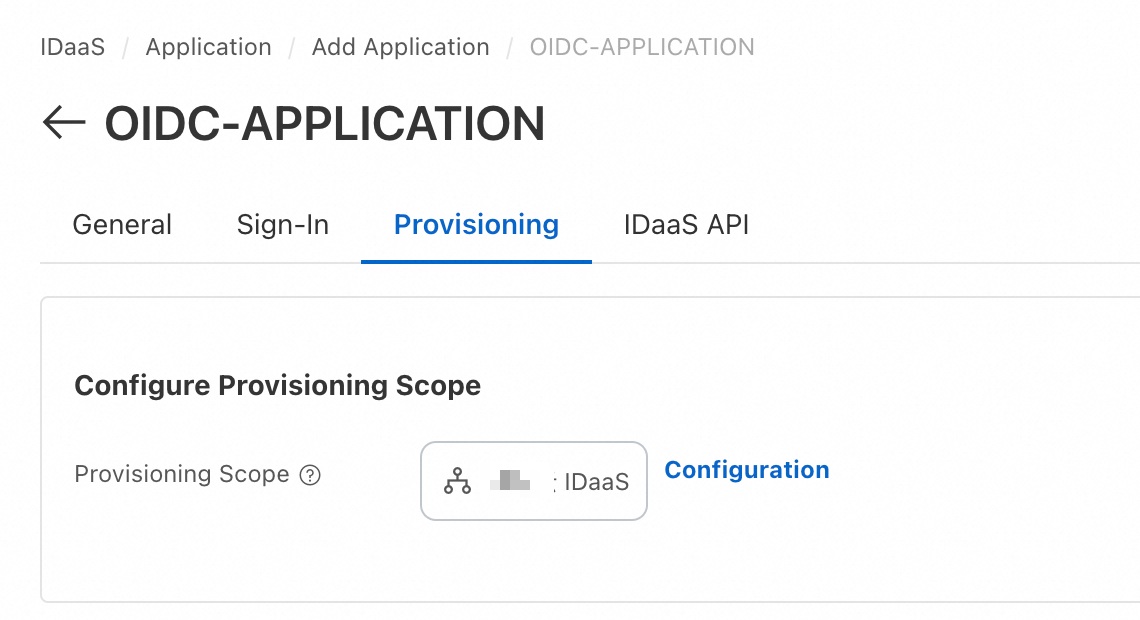 IDaaS / Application / Add Application / OIDC-APPLICATION
← OIDC-APPLICATION
General Sign-In Provisioning IDaaS API
Configure Provisioning Scope
Provisioning Scope ? : IDaaS Configuration